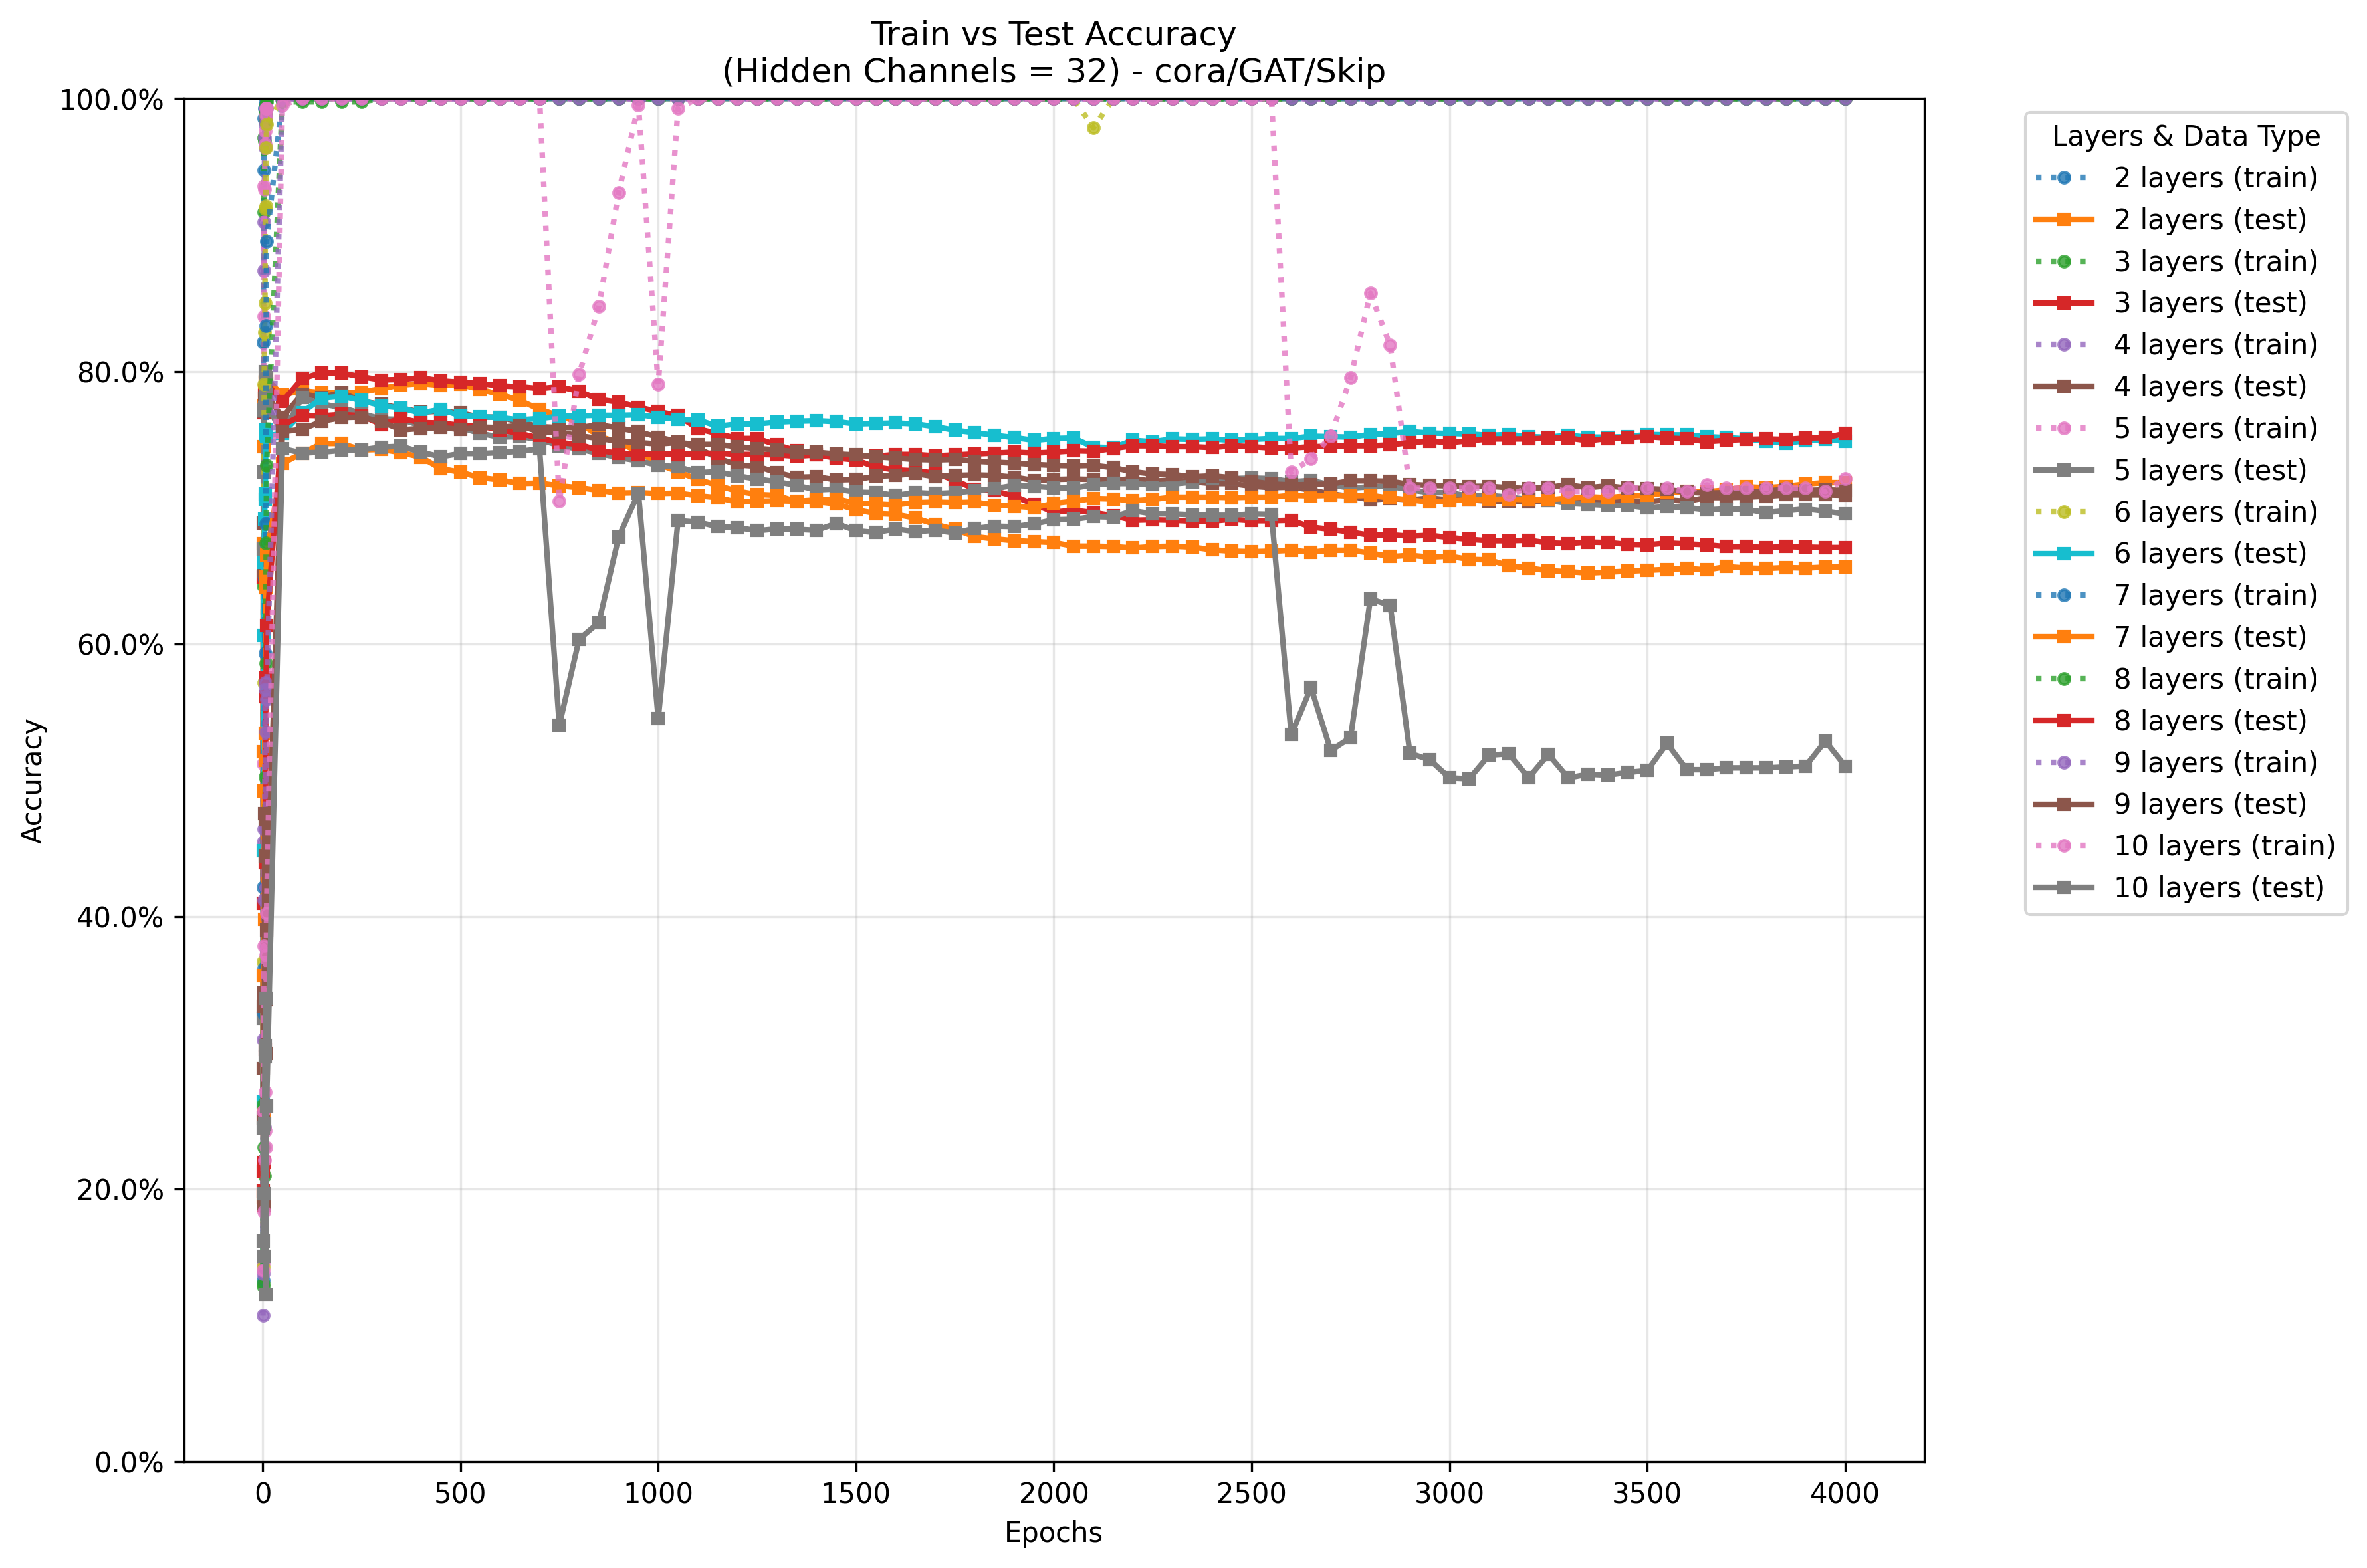 Train vs Test Accuracy
(Hidden Channels = 32) - cora/GAT/Skip
100.0%
80.0%
60.0%
40.0%
20.0%
0.0%
Accuracy
0
500
1000
1500
2000
2500
3000
3500
4000
Epochs
Layers & Data Type
2 layers (train)
2 layers (test)
3 layers (train)
3 layers (test)
4 layers (train)
4 layers (test)
5 layers (train)
5 layers (test)
6 layers (train)
6 layers (test)
7 layers (train)
7 layers (test)
8 layers (train)
8 layers (test)
9 layers (train)
9 layers (test)
10 layers (train)
10 layers (test)